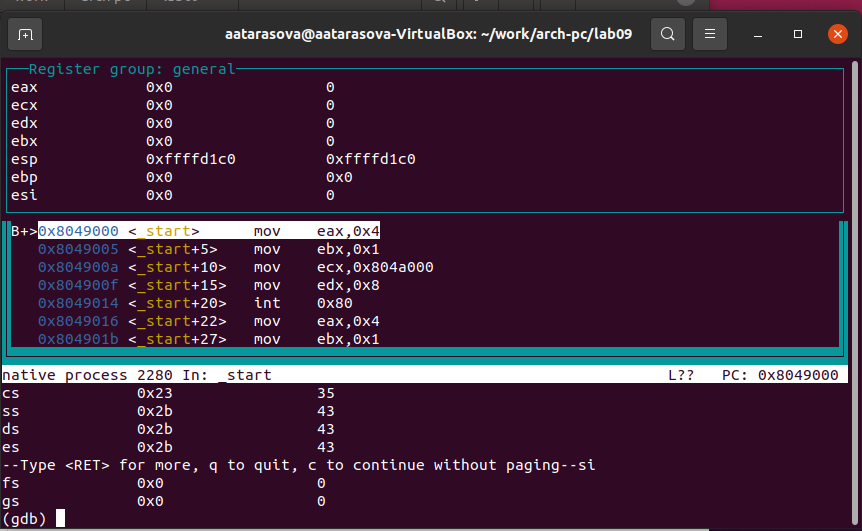 aatarasova@aatarasova-VirtualBox: ~/work/arch-pc/lab09
Register group: general
eax 0x0 0
ecx 0x0 0
edx 0x0 0
ebx 0x0 0
esp 0xffffd1c0 0xffffd1c0
ebp 0x0 0x0
esi 0x0 0
B+>0x8049000 <_start> mov eax,0x4
0x8049005 <_start+5> mov ebx,0x1
0x804900a <_start+10> mov ecx,0x804a000
0x804900f <_start+15> mov edx,0x8
0x8049014 <_start+20> int 0x80
0x8049016 <_start+22> mov eax,0x4
0x804901b <_start+27> mov ebx,0x1
native process 2280 In: _start L?? PC: 0x8049000
cs 0x23 35
ss 0x2b 43
ds 0x2b 43
es 0x2b 43
--Type <RET> for more, q to quit, c to continue without paging--si
fs 0x0 0
gs 0x0 0
(gdb)